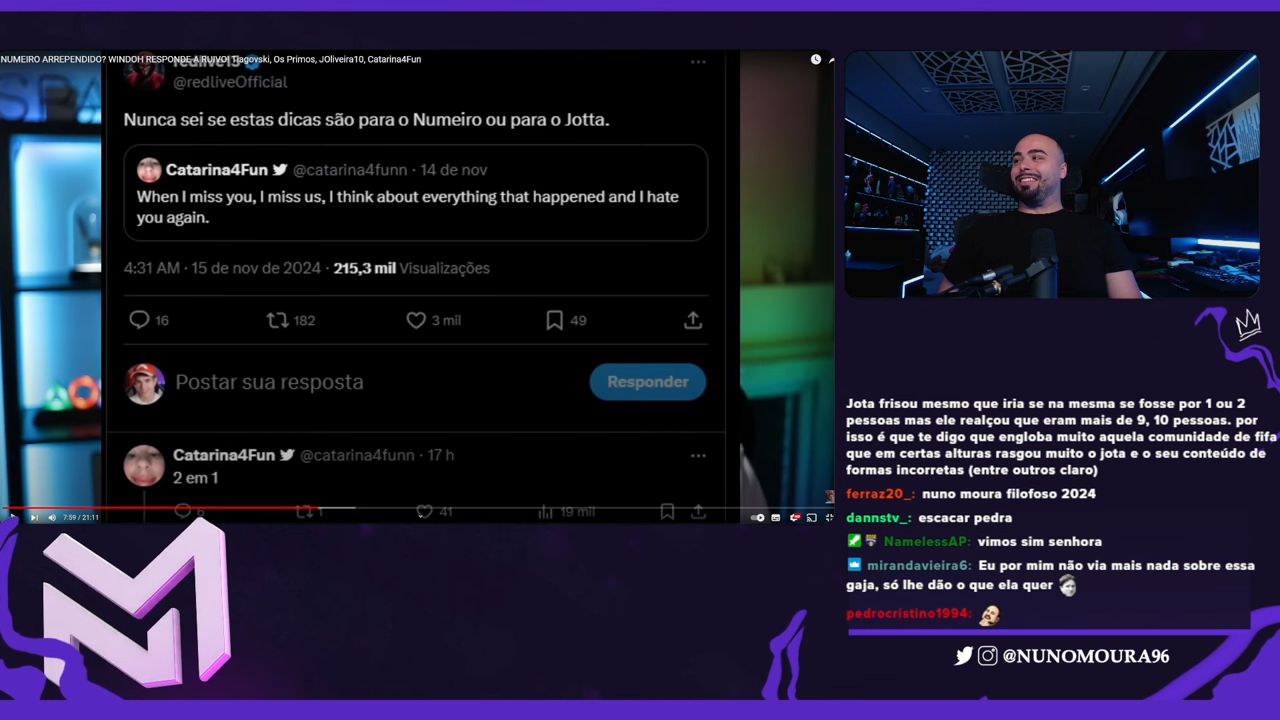 NUMEIRO ARREPENDIDO? WINDOH RESPONDE A RUIVO! Tiagovski, Os Primos, JOliveira10, Catarina4Fun
@redliveOfficial
Nunca sei se estas dicas são para o Numeiro ou para o Jotta.
Catarina4Fun @catarina4funn · 14 de nov
When I miss you, I miss us, I think about everything that happened and I hate
you again.
4:31 AM · 15 de nov de 2024 · 215,3 mil Visualizações
16 182 3 mil 49
Postar sua resposta
Responder
Catarina4Fun @catarina4funn · 17 h
2 em 1
6 1 41 19 mil
7:59 / 21:11
Jota frisou mesmo que iria se na mesma se fosse por 1 ou 2
pessoas mas ele realçou que eram mais de 9, 10 pessoas. por
isso é que te digo que engloba muito aquela comunidade de fifa
que em certas alturas rasgou muito o jota e o seu conteúdo de
formas incorretas (entre outros claro)
ferraz20_: nuno moura filofoso 2024
dannstv_: escacar pedra
NamelessAP: vimos sim senhora
mirandavieira6: Eu por mim não via mais nada sobre essa
gaja, só lhe dão o que ela quer
pedrocristino1994:
@NUNOMOURA96